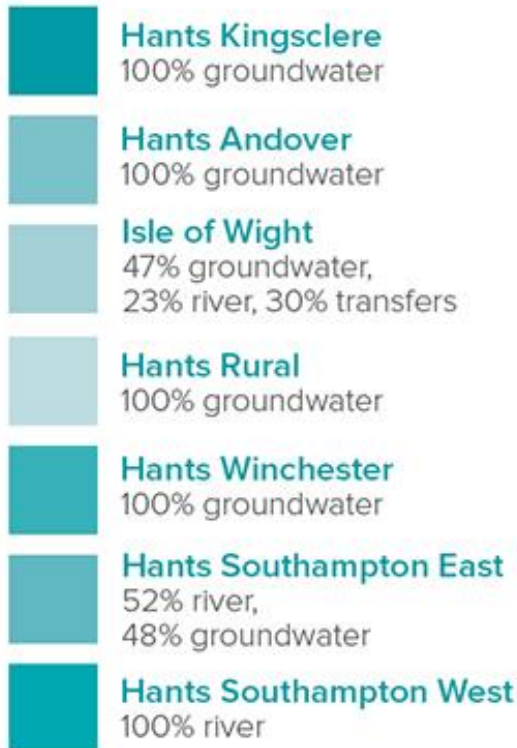 Hants Kingsclere
100% groundwater
Hants Andover
100% groundwater
Isle of Wight
47% groundwater,
23% river, 30% transfers
Hants Rural
100% groundwater
Hants Winchester
100% groundwater
Hants Southampton East
52% river,
48% groundwater
Hants Southampton West
100% river